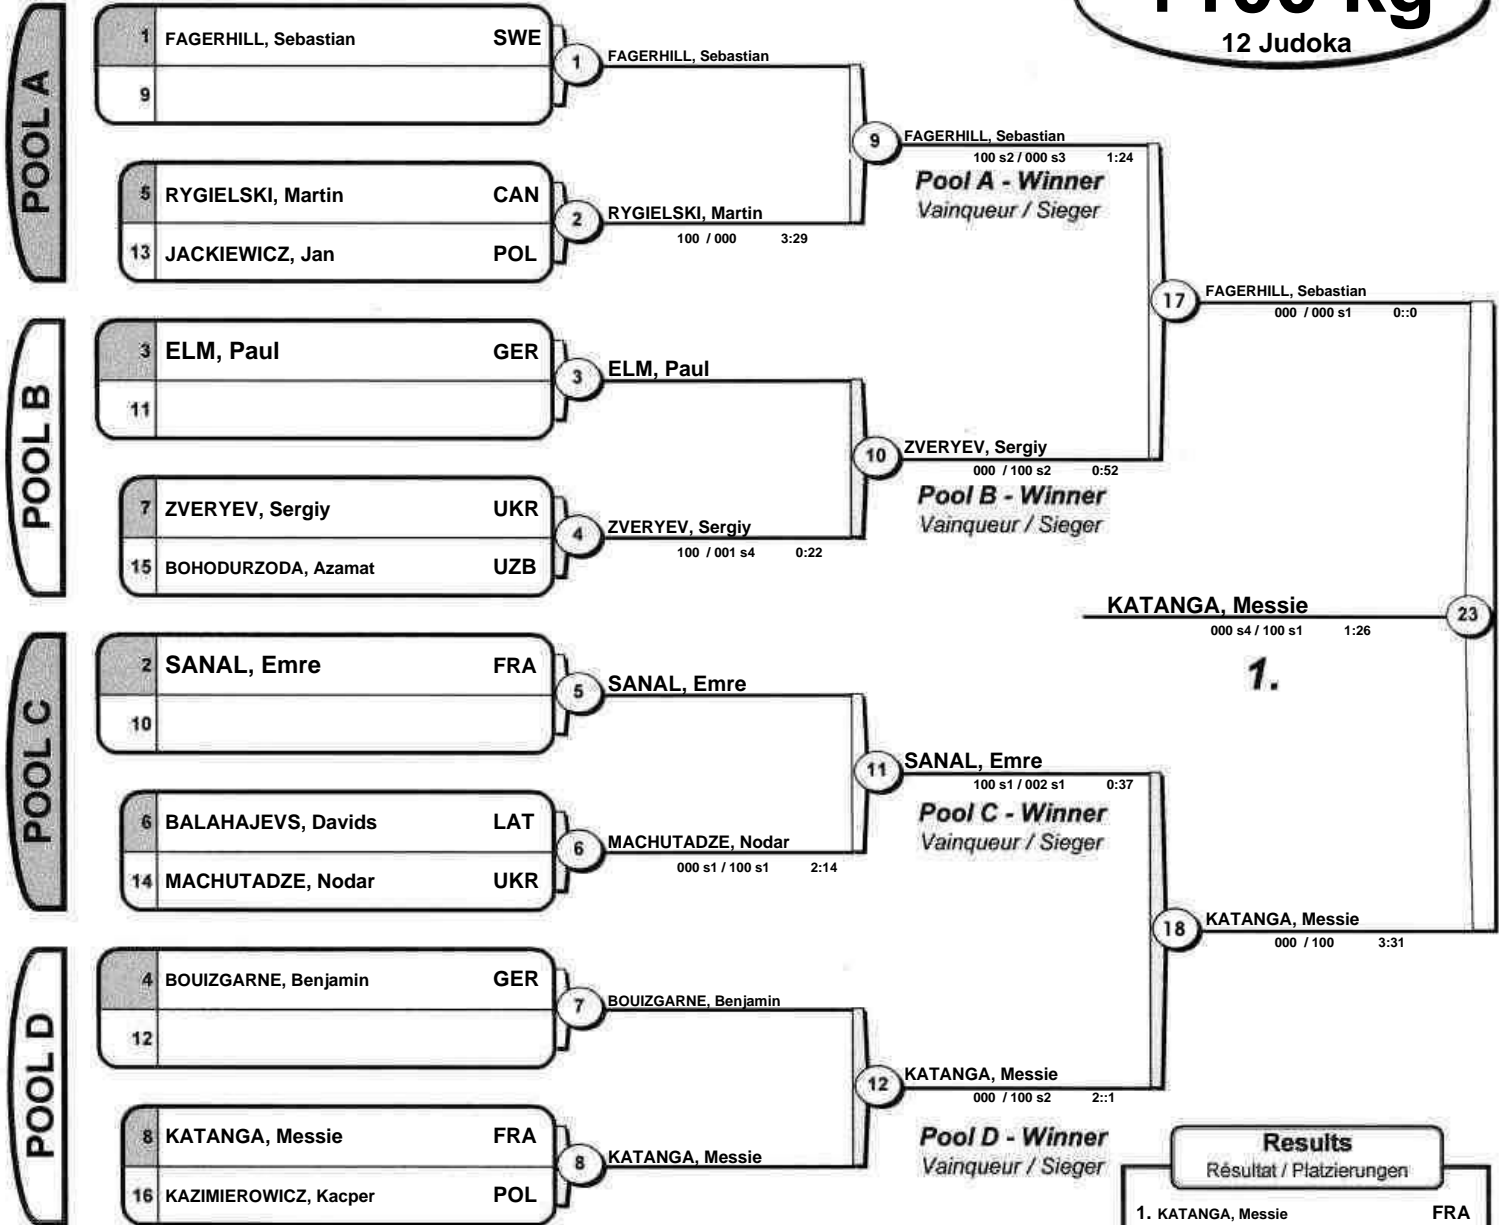 12 Judoka
POOL A
1 FAGERHILL, Sebastian SWE
9
1 FAGERHILL, Sebastian
5 RYGIELSKI, Martin CAN
13 JACKIEWICZ, Jan POL
2 RYGIELSKI, Martin
100 / 000 3:29
9 FAGERHILL, Sebastian
100 s2 / 000 s3 1:24
Pool A - Winner
Vainqueur / Sieger
POOL B
3 ELM, Paul GER
11
3 ELM, Paul
7 ZVERYEV, Sergiy UKR
15 BOHODURZODA, Azamat UZB
4 ZVERYEV, Sergiy
100 / 001 s4 0:22
10 ZVERYEV, Sergiy
000 / 100 s2 0:52
Pool B - Winner
Vainqueur / Sieger
17 FAGERHILL, Sebastian
000 / 000 s1 0::0
KATANGA, Messie 23
000 s4 / 100 s1 1:26
1.
POOL C
2 SANAL, Emre FRA
10
5 SANAL, Emre
6 BALAHAJEVS, Davids LAT
14 MACHUTADZE, Nodar UKR
6 MACHUTADZE, Nodar
000 s1 / 100 s1 2:14
11 SANAL, Emre
100 s1 / 002 s1 0:37
Pool C - Winner
Vainqueur / Sieger
18 KATANGA, Messie
000 / 100 3:31
POOL D
4 BOUIZGARNE, Benjamin GER
12
7 BOUIZGARNE, Benjamin
8 KATANGA, Messie FRA
16 KAZIMIEROWICZ, Kacper POL
8 KATANGA, Messie
12 KATANGA, Messie
000 / 100 s2 2::1
Pool D - Winner
Vainqueur / Sieger
Results
Résultat / Platzierungen
1. KATANGA, Messie FRA